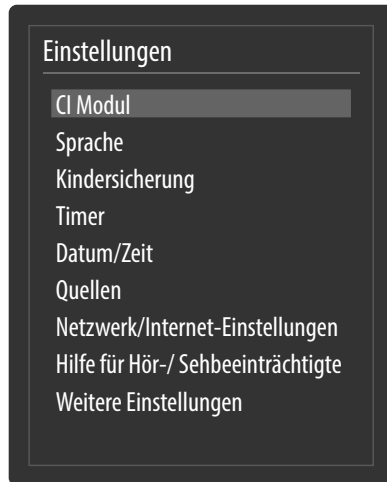 Einstellungen
CI Modul
Sprache
Kindersicherung
Timer
Datum/Zeit
Quellen
Netzwerk/Internet-Einstellungen
Hilfe für Hör-/ Sehbeeinträchtigte
Weitere Einstellungen